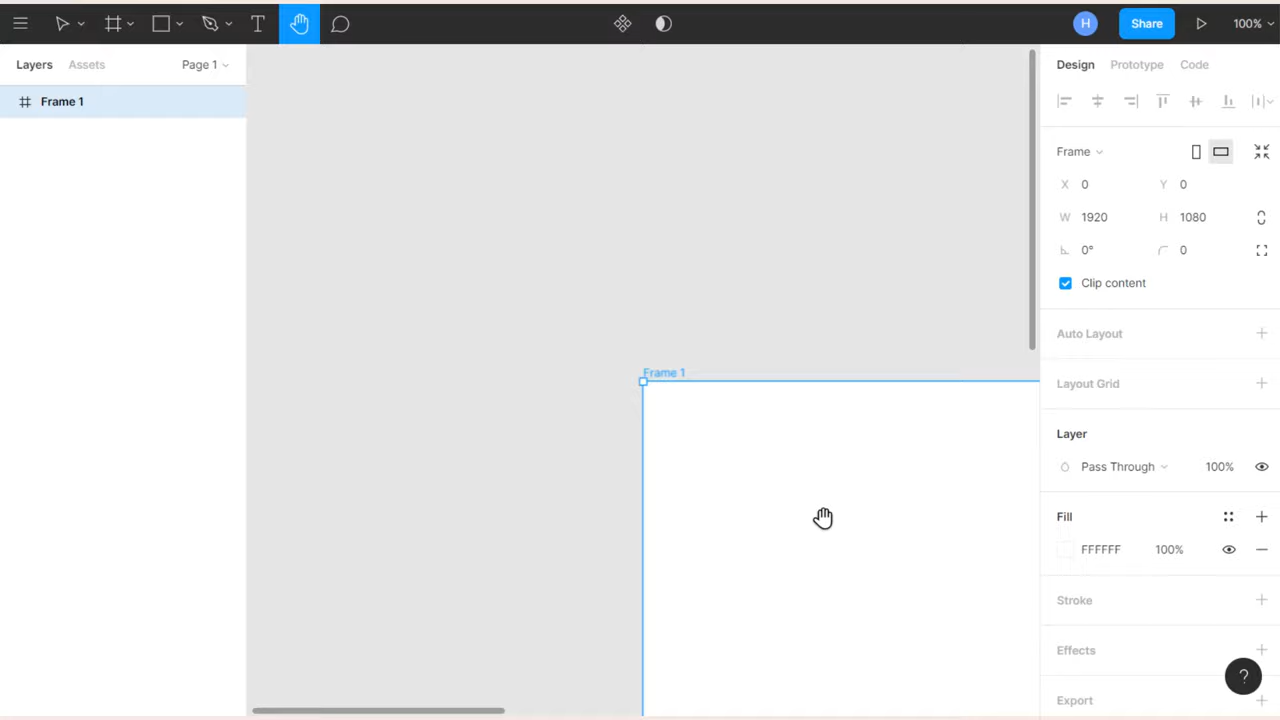 T H Share 100%
Layers Assets Page 1 Design Prototype Code
Frame 1
Frame
X 0 Y 0
W 1920 H 1080
0° 0
Clip content
Auto Layout
Frame 1
Layout Grid
Layer
Pass Through 100%
Fill
FFFFFF 100%
Stroke
Effects
?
Export